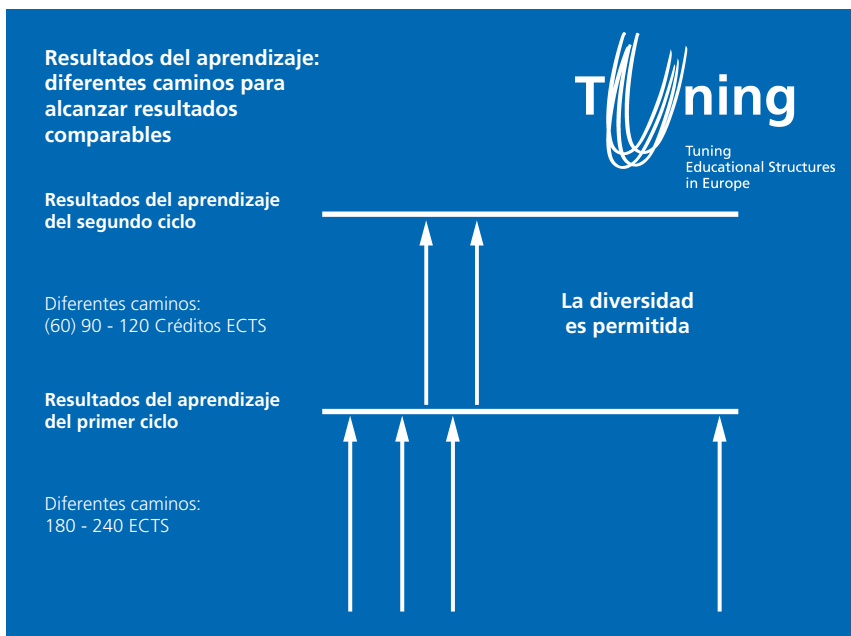 Resultados del aprendizaje:
diferentes caminos para
alcanzar resultados
comparables
Tuning
Tuning
Educational Structures
in Europe
Resultados del aprendizaje
del segundo ciclo
Diferentes caminos:
(60) 90 - 120 Créditos ECTS
La diversidad
es permitida
Resultados del aprendizaje
del primer ciclo
Diferentes caminos:
180 - 240 ECTS